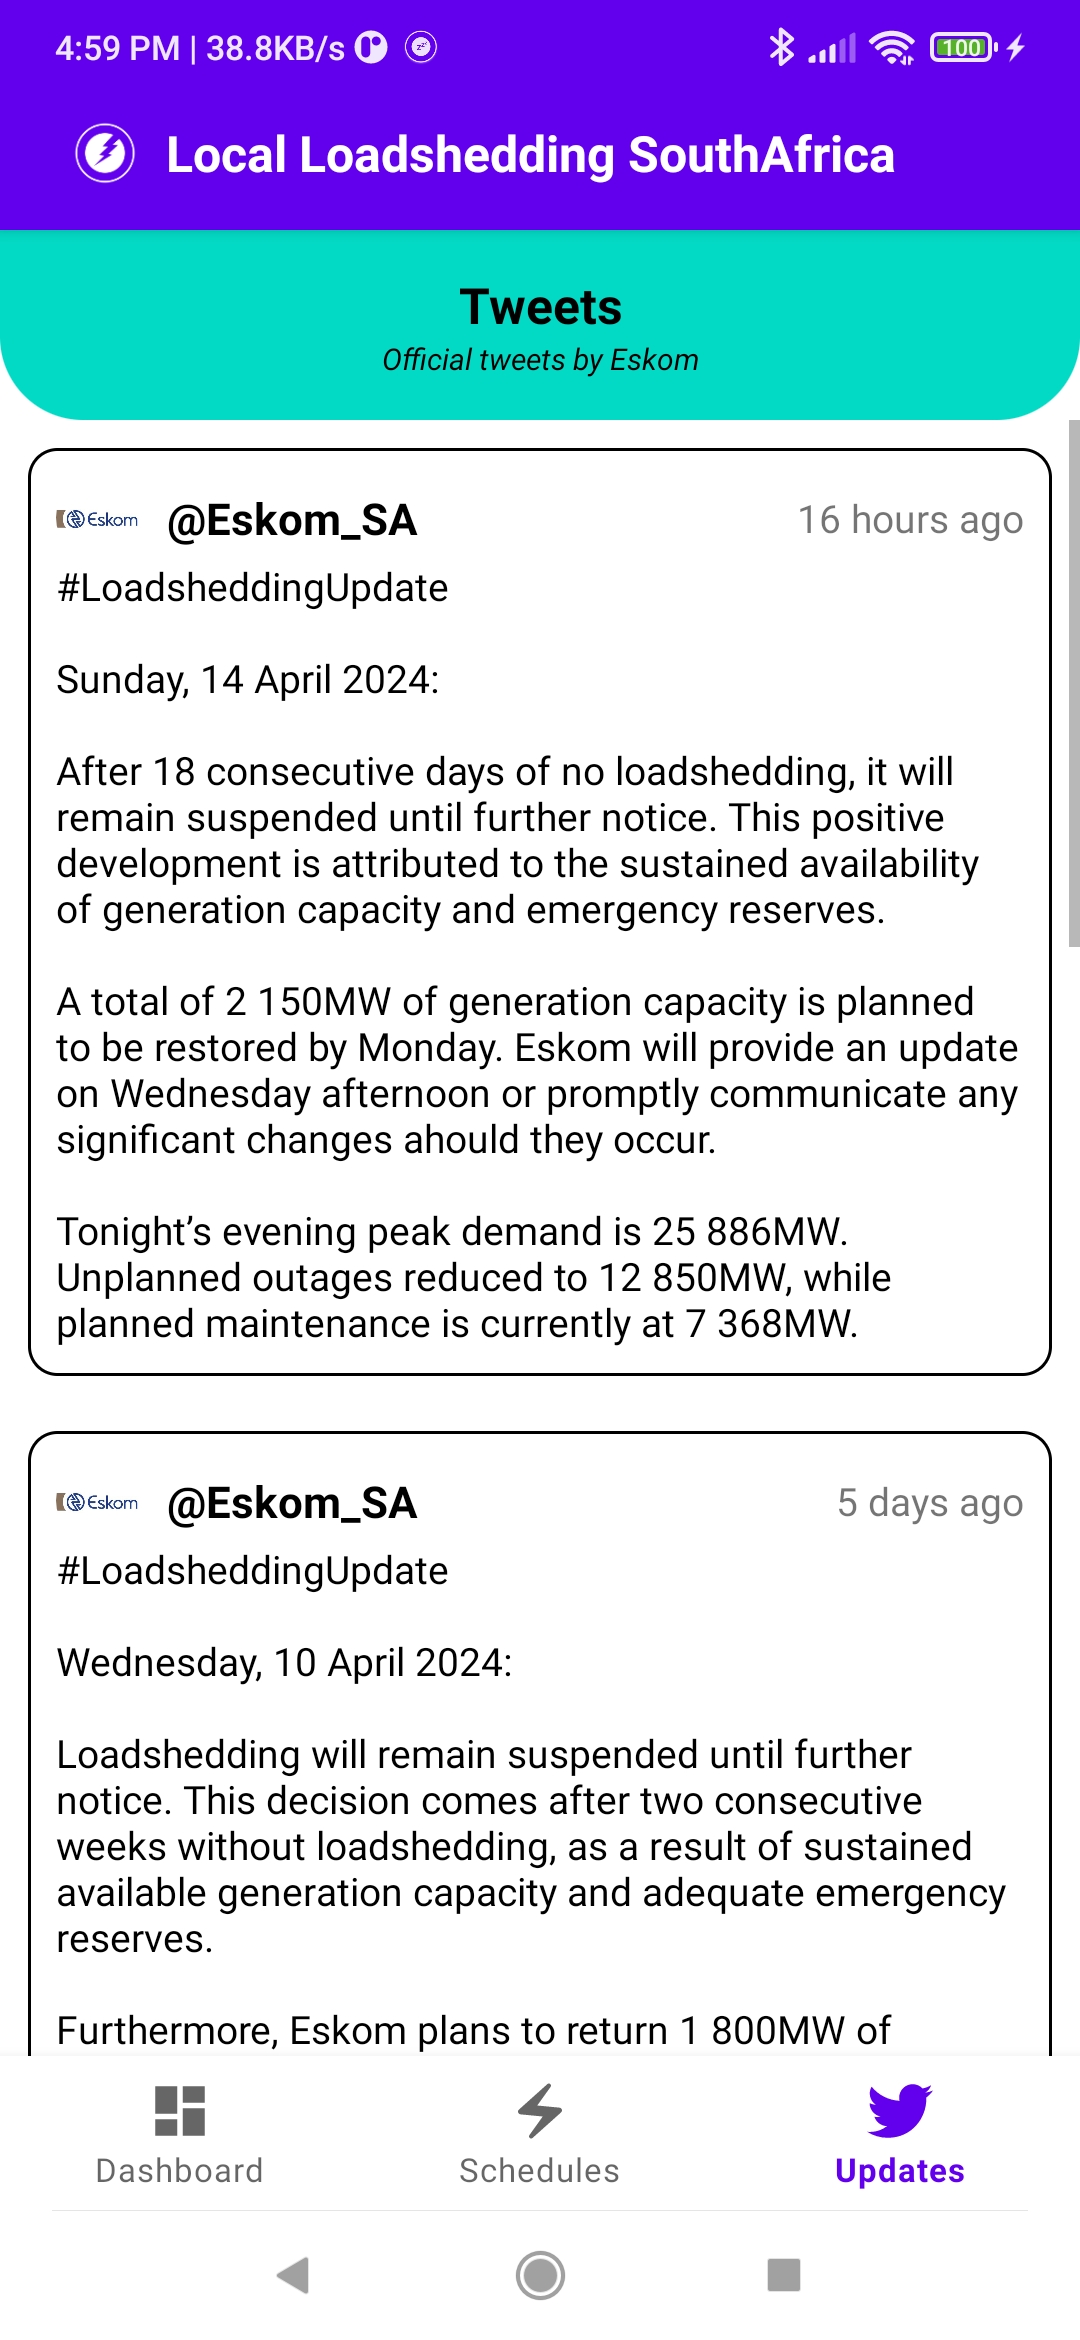 4:59 PM | 38.8KB/s
100
Local Loadshedding SouthAfrica
Tweets
Official tweets by Eskom
Eskom @Eskom_SA 16 hours ago
#LoadsheddingUpdate
Sunday, 14 April 2024:
After 18 consecutive days of no loadshedding, it will
remain suspended until further notice. This positive
development is attributed to the sustained availability
of generation capacity and emergency reserves.
A total of 2 150MW of generation capacity is planned
to be restored by Monday. Eskom will provide an update
on Wednesday afternoon or promptly communicate any
significant changes ahould they occur.
Tonight’s evening peak demand is 25 886MW.
Unplanned outages reduced to 12 850MW, while
planned maintenance is currently at 7 368MW.
Eskom @Eskom_SA 5 days ago
#LoadsheddingUpdate
Wednesday, 10 April 2024:
Loadshedding will remain suspended until further
notice. This decision comes after two consecutive
weeks without loadshedding, as a result of sustained
available generation capacity and adequate emergency
reserves.
Furthermore, Eskom plans to return 1 800MW of
Dashboard Schedules Updates